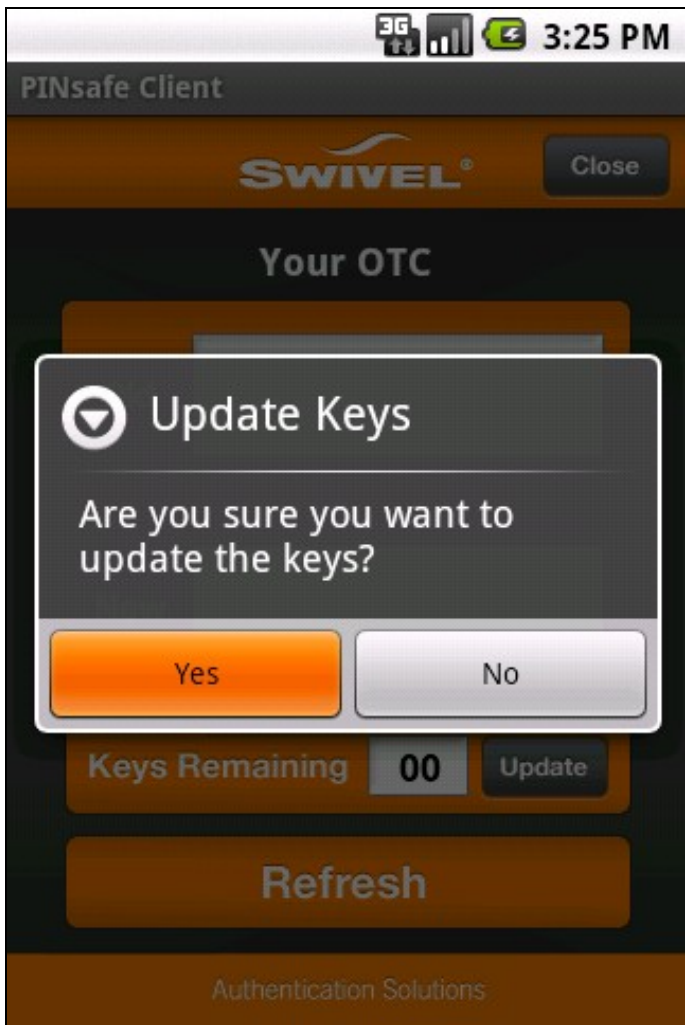 3G 3:25 PM
PINsafe Client
SWIVEL®
Close
Your OTC
Update Keys
Are you sure you want to
update the keys?
Yes
No
Keys Remaining 00 Update
Refresh
Authentication Solutions